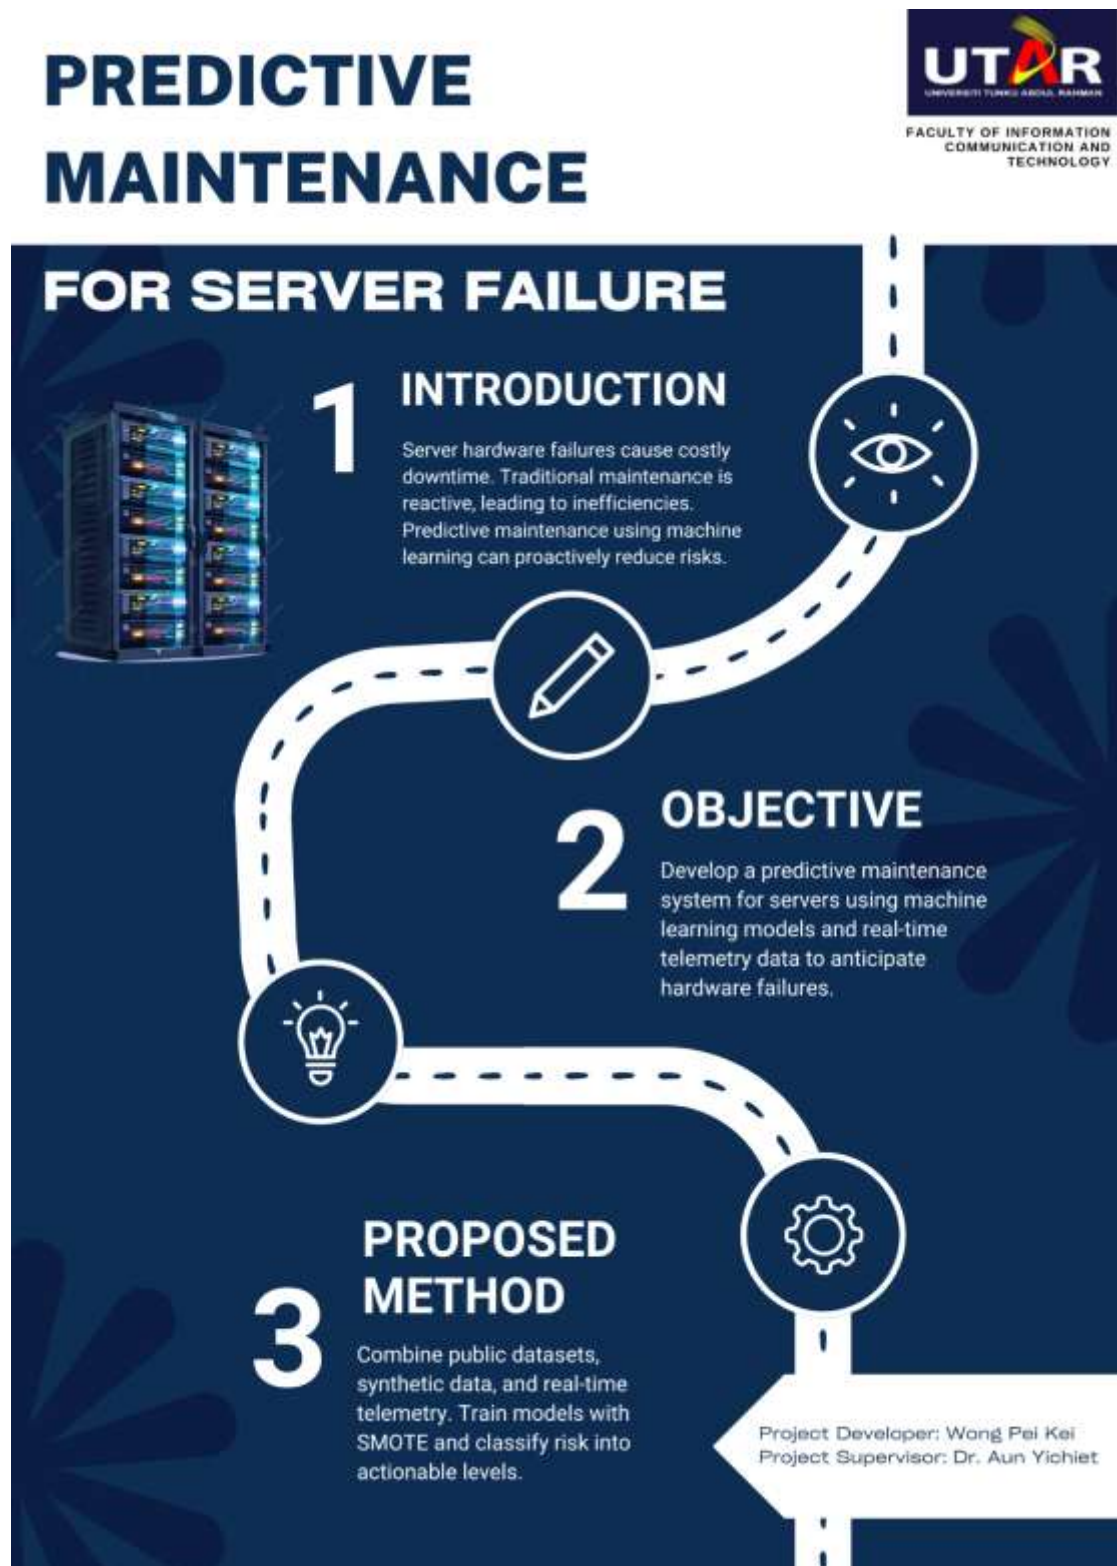 PREDICTIVE
MAINTENANCE
UTAR
UNIVERSITI TUNKU ABDUL RAHMAN
FACULTY OF INFORMATION
COMMUNICATION AND
TECHNOLOGY
FOR SERVER FAILURE
1
INTRODUCTION
Server hardware failures cause costly
downtime. Traditional maintenance is
reactive, leading to inefficiencies.
Predictive maintenance using machine
learning can proactively reduce risks.
2
OBJECTIVE
Develop a predictive maintenance
system for servers using machine
learning models and real-time
telemetry data to anticipate
hardware failures.
3
PROPOSED
METHOD
Combine public datasets,
synthetic data, and real-time
telemetry. Train models with
SMOTE and classify risk into
actionable levels.
Project Developer: Wong Pei Kei
Project Supervisor: Dr. Aun Yichiet